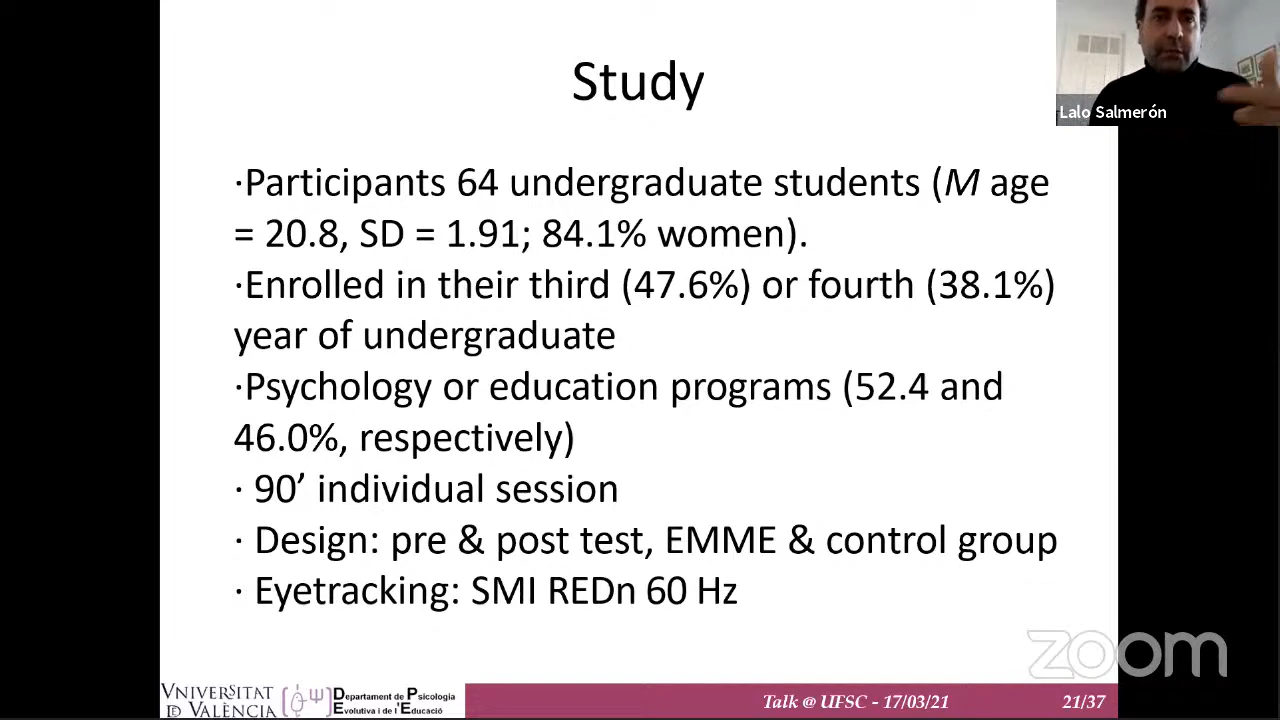 Study
Lalo Salmerón
·Participants 64 undergraduate students (M age
= 20.8, SD = 1.91; 84.1% women).
·Enrolled in their third (47.6%) or fourth (38.1%)
year of undergraduate
·Psychology or education programs (52.4 and
46.0%, respectively)
· 90’ individual session
· Design: pre & post test, EMME & control group
· Eyetracking: SMI REDn 60 Hz
zoom
VNIVERSITAT
DE VALÈNCIA
Departament de Psicologia
Evolutiva i de l'Educació
Talk @ UFSC - 17/03/21
21/37